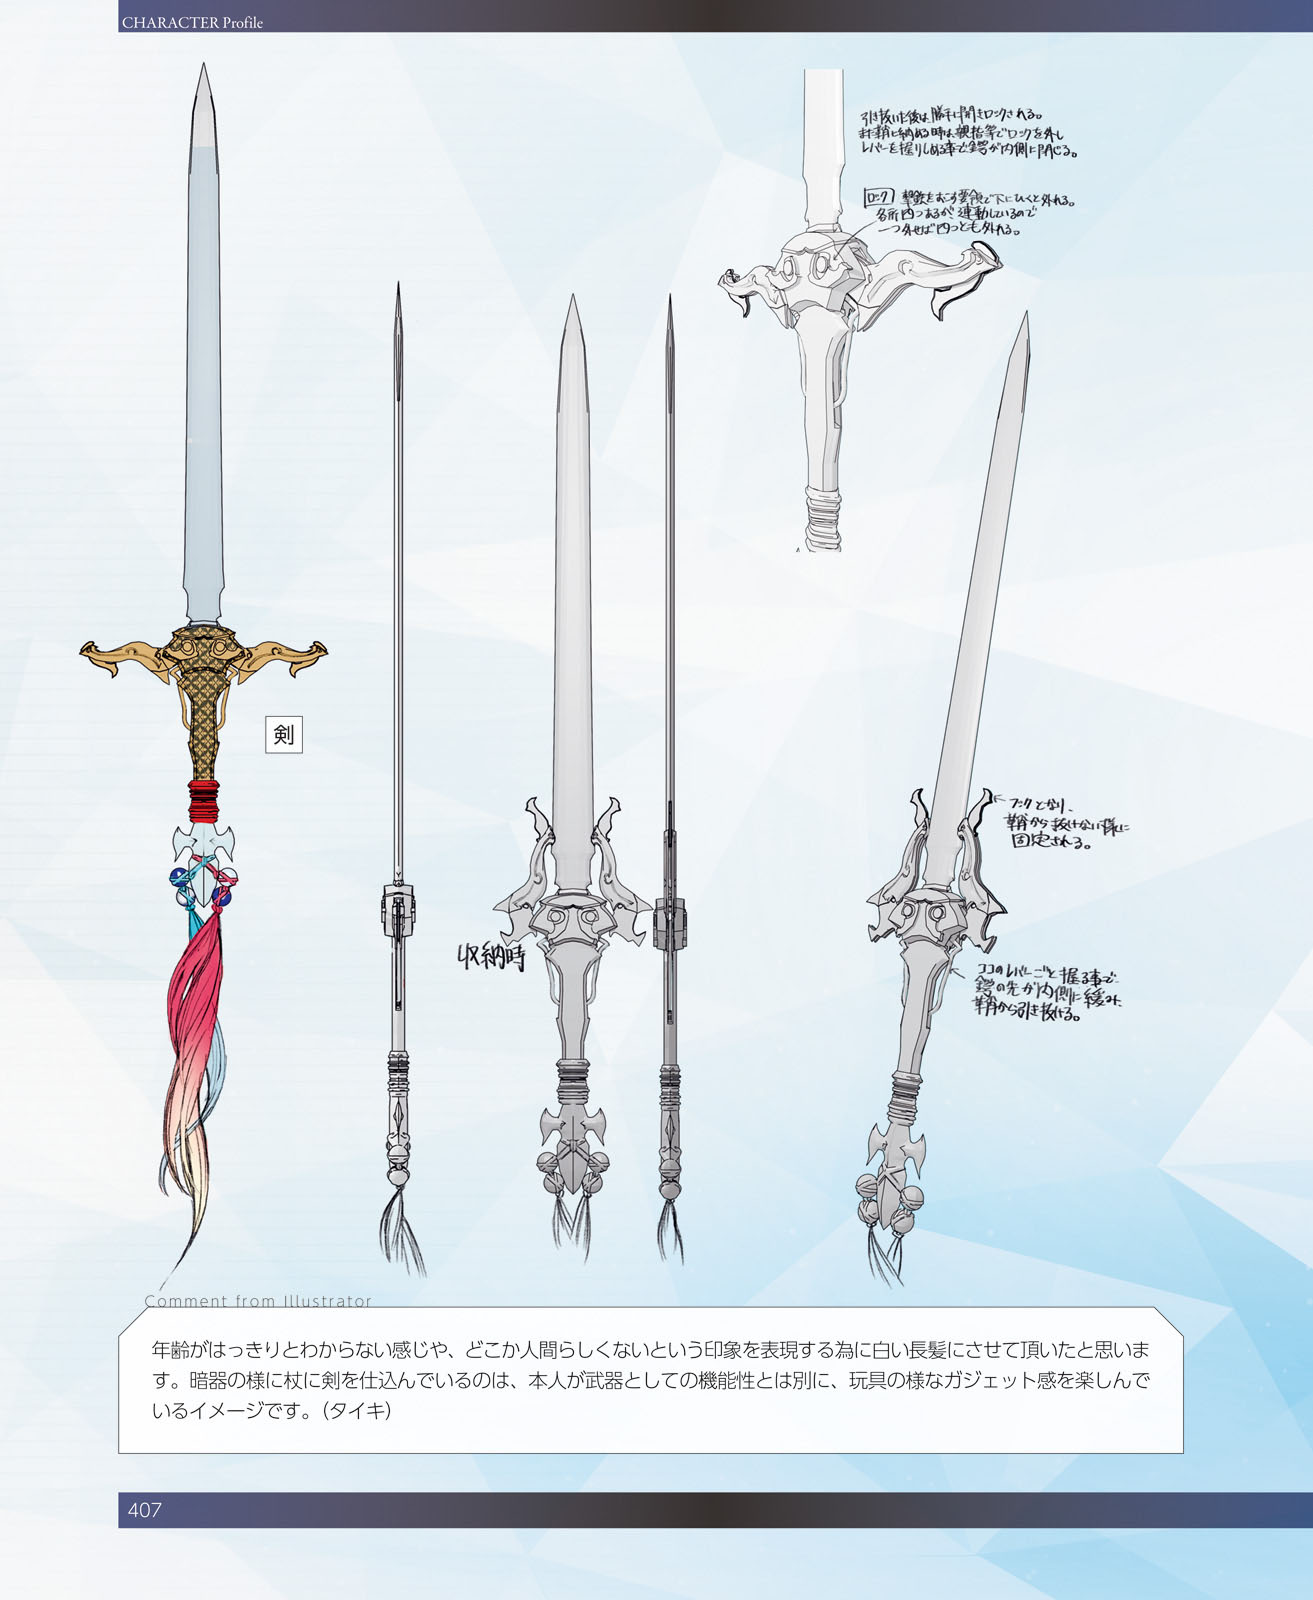 CHARACTER Profile
引き抜いた後は勝手に開きロックされる。
また鞘に納める時は親指等でロックを外し
レバーを握りしめる事で鍔が内側に閉じる。
ロック 撃鉄をおこす要領で下にひくと外れる。
各所四つあるが、連動しているので
一つ外せば四つとも外れる。
剣
フックとなり、
鞘から抜けない様に
固定される。
収納時
ココのレバーごと握る事で
鍔の先が内側に緩み
鞘から引き抜ける。
Comment from Illustrator
年齢がはっきりとわからない感じや、どこか人間らしくないという印象を表現する為に白い長髪にさせて頂いたと思いま
す。暗器の様に杖に剣を仕込んでいるのは、本人が武器としての機能性とは別に、玩具の様なガジェット感を楽しんで
いるイメージです。（タイキ）
407